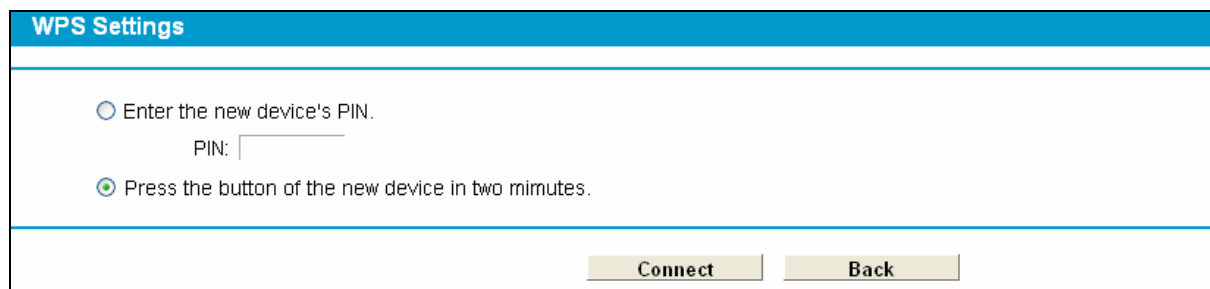 WPS Settings
Enter the new device's PIN.
PIN:
Press the button of the new device in two mimutes.
Connect Back